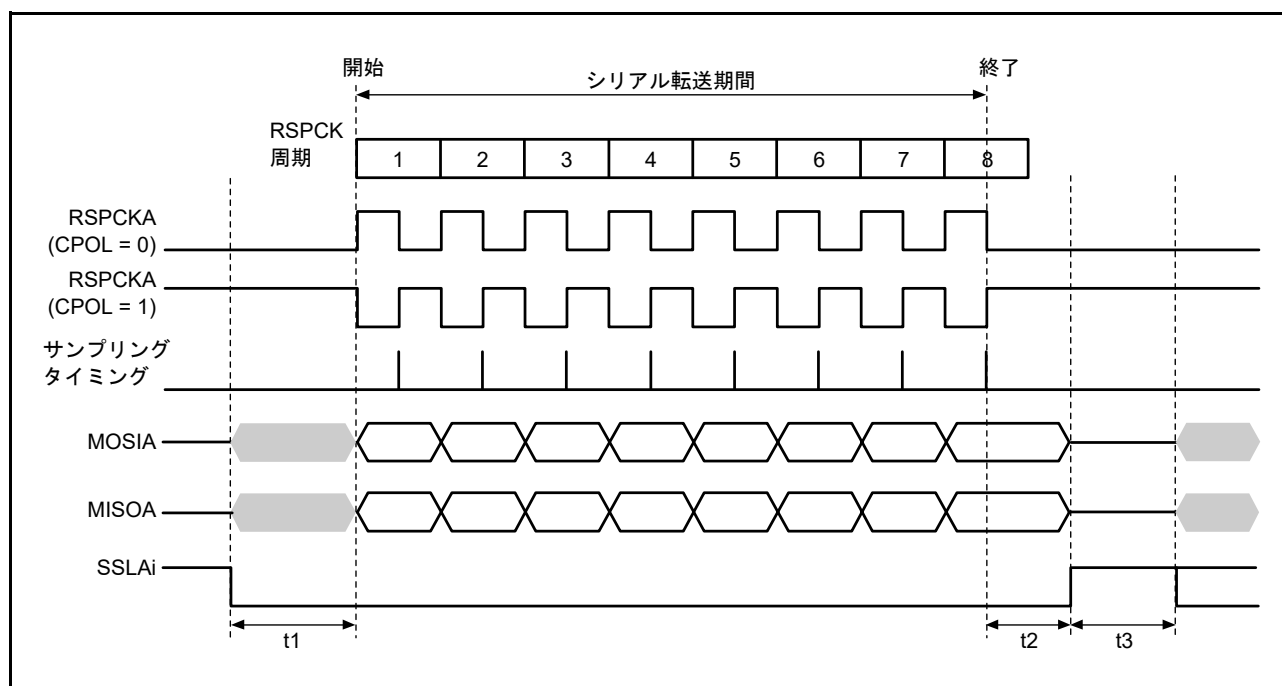 開始
終了
シリアル転送期間
RSPCK
周期
1 2 3 4 5 6 7 8
RSPCKA
(CPOL = 0)
RSPCKA
(CPOL = 1)
サンプリング
タイミング
MOSIA
MISOA
SSLAi
t1
t2
t3